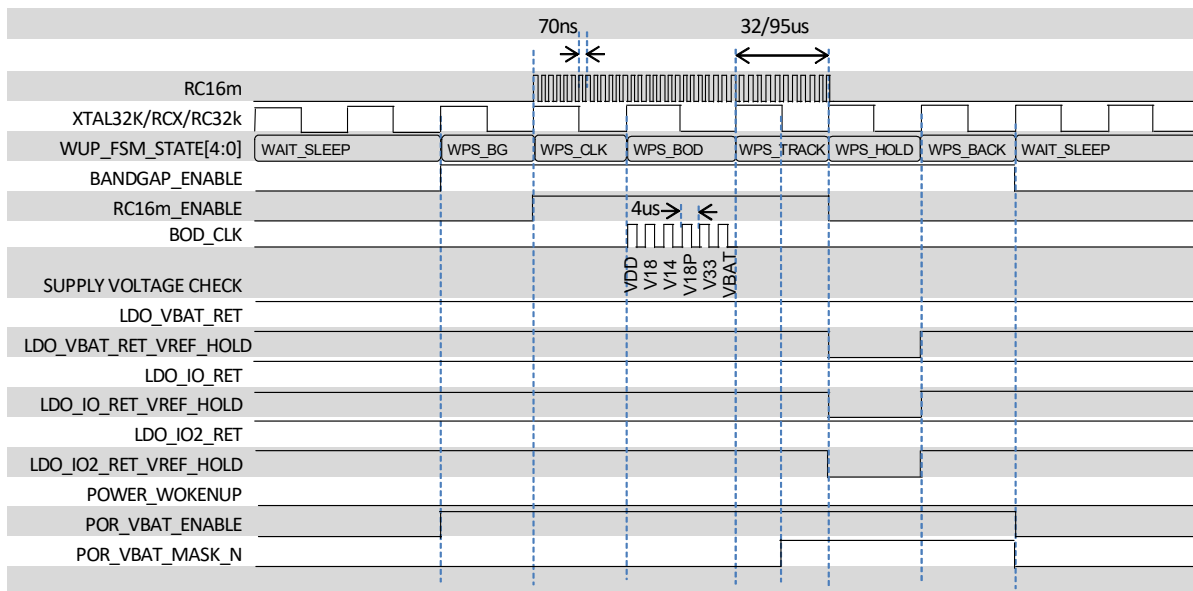 70ns
32/95us
RC16m
XTAL32K/RCX/RC32k
WUP_FSM_STATE[4:0] WAIT_SLEEP WPS_BG WPS_CLK WPS_BOD WPS_TRACK WPS_HOLD WPS_BACK WAIT_SLEEP
BANDGAP_ENABLE
RC16m_ENABLE 4us
BOD_CLK
SUPPLY VOLTAGE CHECK VDD V18 V14 V18P V33 VBAT
LDO_VBAT_RET
LDO_VBAT_RET_VREF_HOLD
LDO_IO_RET
LDO_IO_RET_VREF_HOLD
LDO_IO2_RET
LDO_IO2_RET_VREF_HOLD
POWER_WOKENUP
POR_VBAT_ENABLE
POR_VBAT_MASK_N